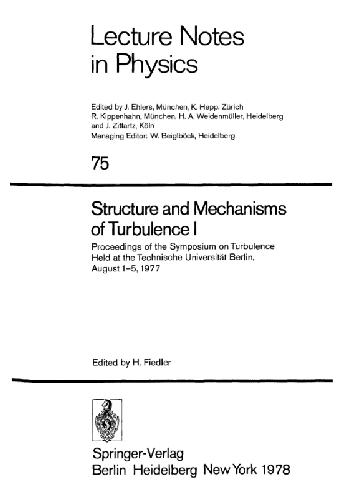 Lecture Notes
in Physics
Edited by J. Ehlers, München, K. Hepp, Zürich
R. Kippenhahn, München, H. A. Weidenmüller, Heidelberg
and J. Zittartz, Köln
Managing Editor: W. Beiglböck, Heidelberg
75
Structure and Mechanisms
of Turbulence I
Proceedings of the Symposium on Turbulence
Held at the Technische Universität Berlin,
August 1–5, 1977
Edited by H. Fiedler
Springer-Verlag
Berlin Heidelberg New York 1978